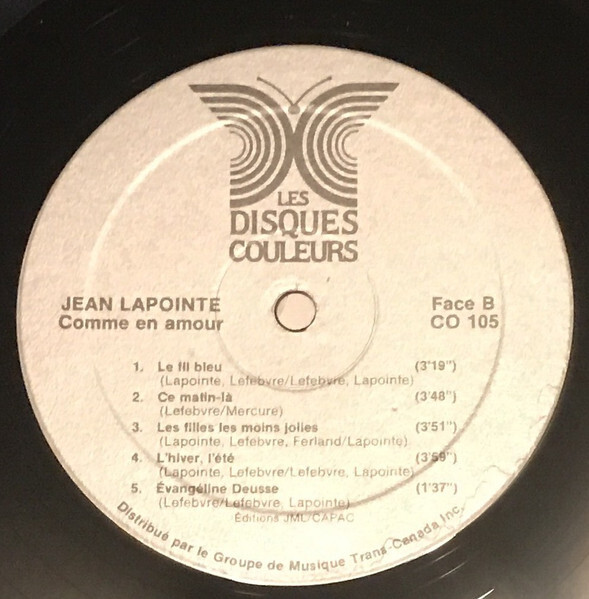 LES
DISQUES
COULEURS
JEAN LAPOINTE
Comme en amour
Face B
CO 105
1. Le fil bleu (3'19")
(Lapointe, Lefebvre/Lefebvre, Lapointe)
2. Ce matin-là (3'48")
(Lefebvre/Mercure)
3. Les filles les moins jolies (3'51")
(Lapointe, Lefebvre, Ferland/Lapointe)
4. L'hiver, l'été (3'59")
(Lapointe, Lefebvre/Lefebvre, Lapointe)
5. Évangéline Deusse (1'37")
(Lefebvre/Lefebvre, Lapointe)
Éditions JML/CAPAC
Distribué par le Groupe de Musique Trans-Canada Inc.